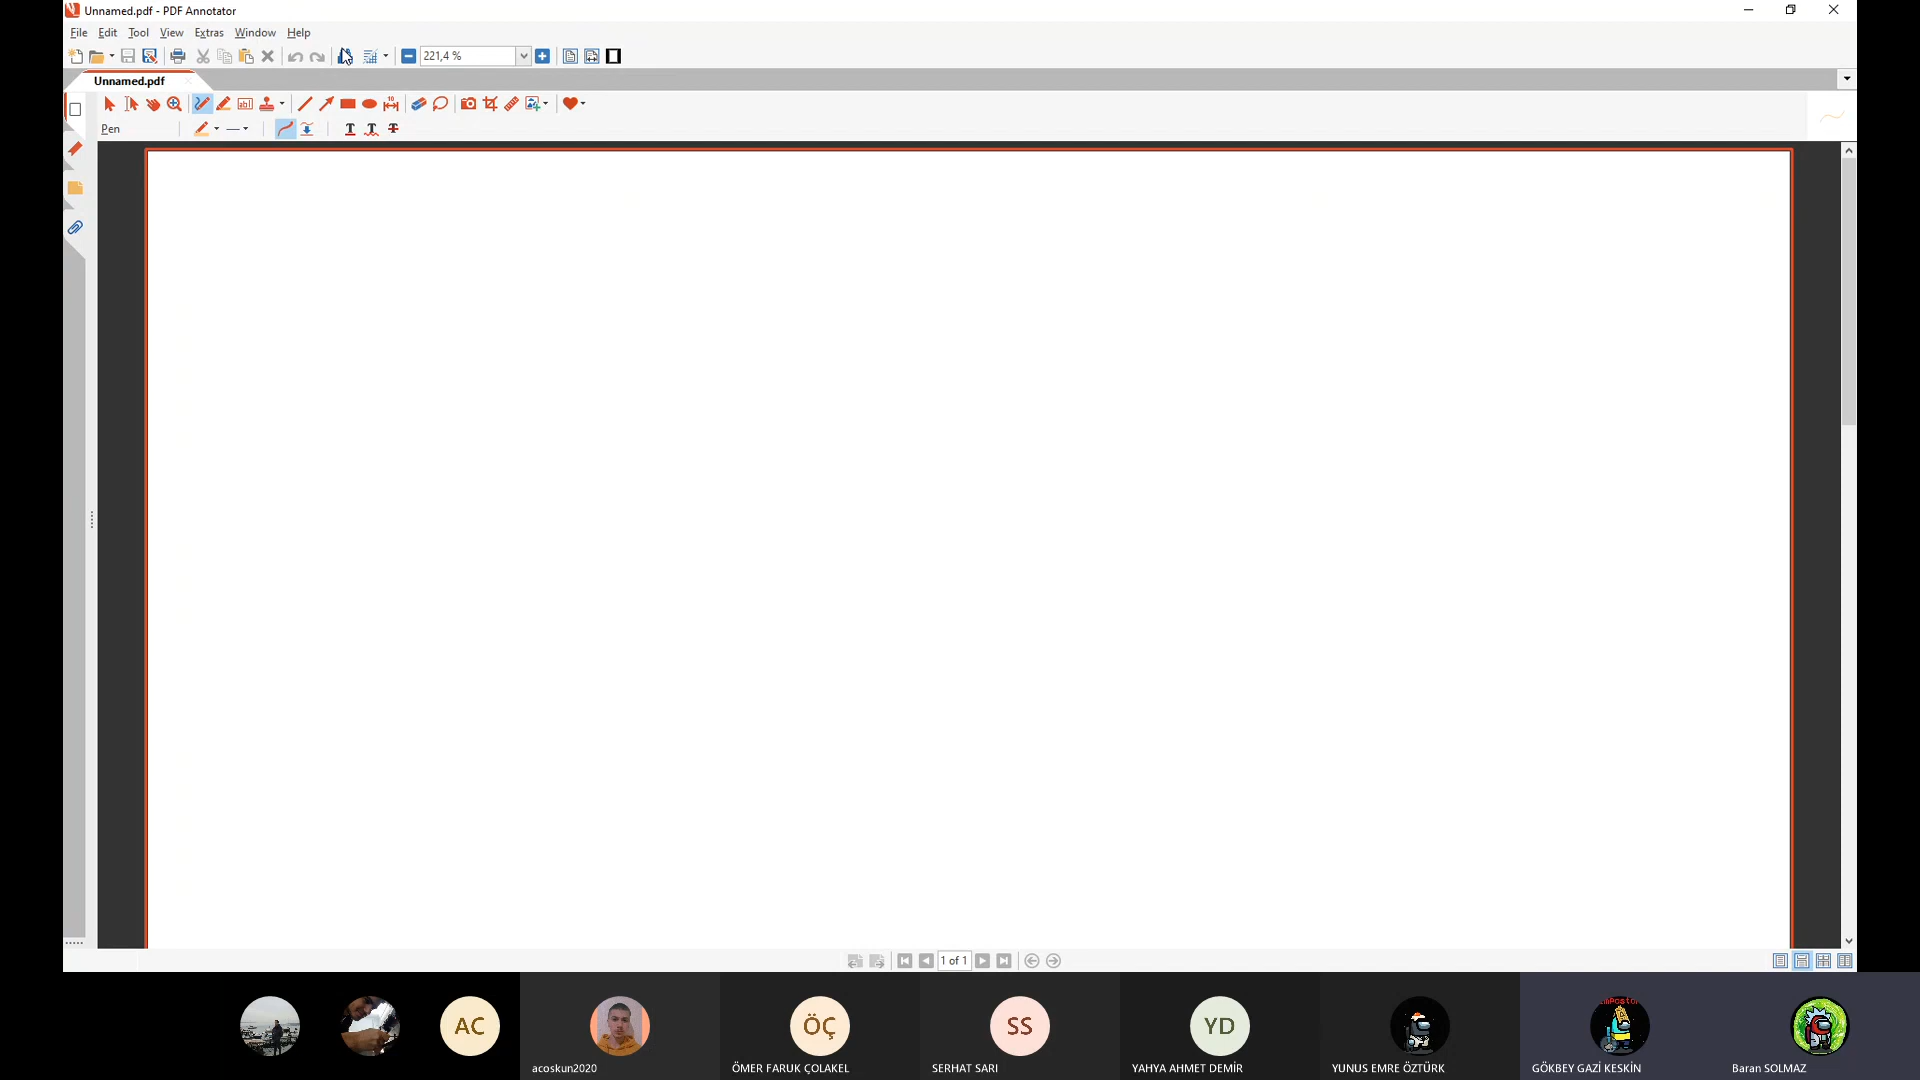 Unnamed.pdf - PDF Annotator
File Edit Tool View Extras Window Help
221,4 %
Unnamed.pdf
Pen
1 of 1
AC
ÖÇ
SS
YD
acoskun2020
ÖMER FARUK ÇOLAKEL
SERHAT SARI
YAHYA AHMET DEMİR
YUNUS EMRE ÖZTÜRK
GÖKBEY GAZİ KESKİN
Baran SOLMAZ